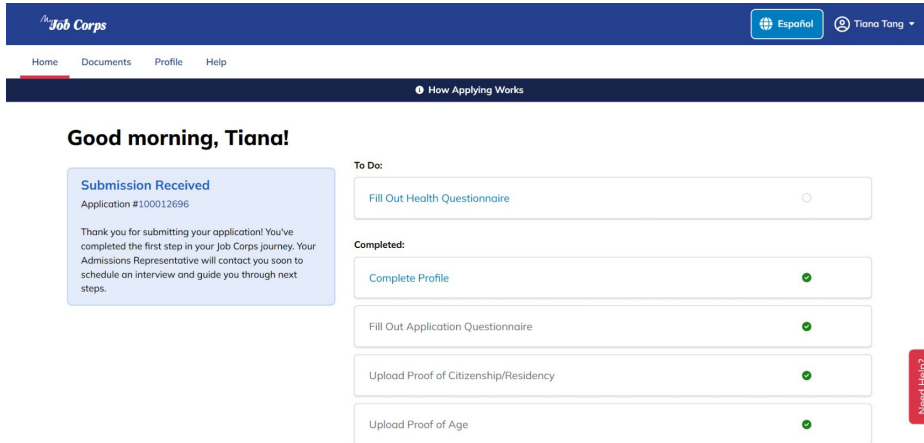 My Job Corps
Español
Tiana Tang
Home
Documents
Profile
Help
How Applying Works
Good morning, Tiana!
Submission Received
Application #100012696
Thank you for submitting your application! You've
completed the first step in your Job Corps journey. Your
Admissions Representative will contact you soon to
schedule an interview and guide you through next
steps.
To Do:
Fill Out Health Questionnaire
Completed:
Complete Profile
Fill Out Application Questionnaire
Upload Proof of Citizenship/Residency
Upload Proof of Age
Need Help?